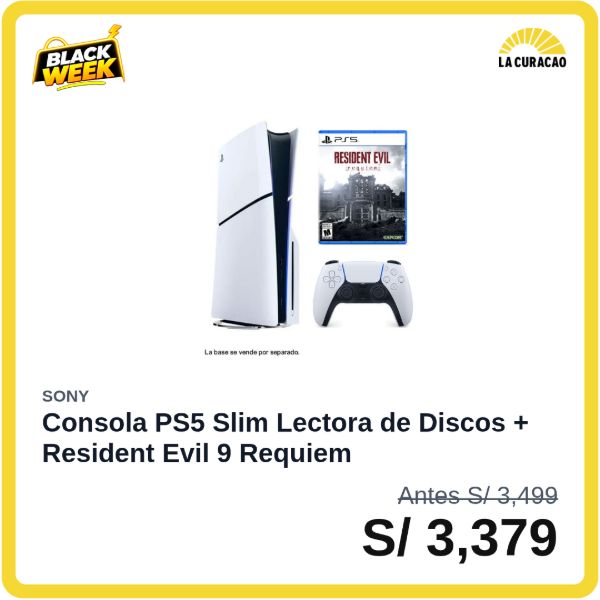 BLACK
WEEK
LA CURACAO
PS5
RESIDENT EVIL
requiem
M
CAPCOM
La base se vende por separado.
SONY
Consola PS5 Slim Lectora de Discos +
Resident Evil 9 Requiem
Antes S/ 3,499
S/ 3,379